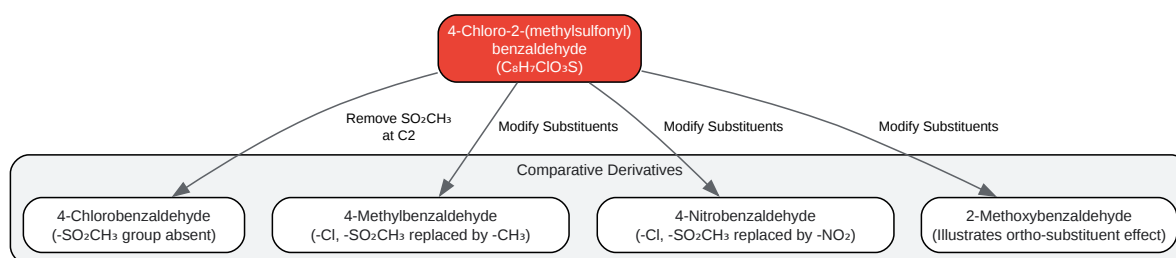 4-Chloro-2-(methylsulfonyl)
benzaldehyde
(C₈H₇ClO₃S)
Remove SO₂CH₃
at C2
Modify Substituents
Modify Substituents
Modify Substituents
Comparative Derivatives
4-Chlorobenzaldehyde
(-SO₂CH₃ group absent)
4-Methylbenzaldehyde
(-Cl, -SO₂CH₃ replaced by -CH₃)
4-Nitrobenzaldehyde
(-Cl, -SO₂CH₃ replaced by -NO₂)
2-Methoxybenzaldehyde
(Illustrates ortho-substituent effect)